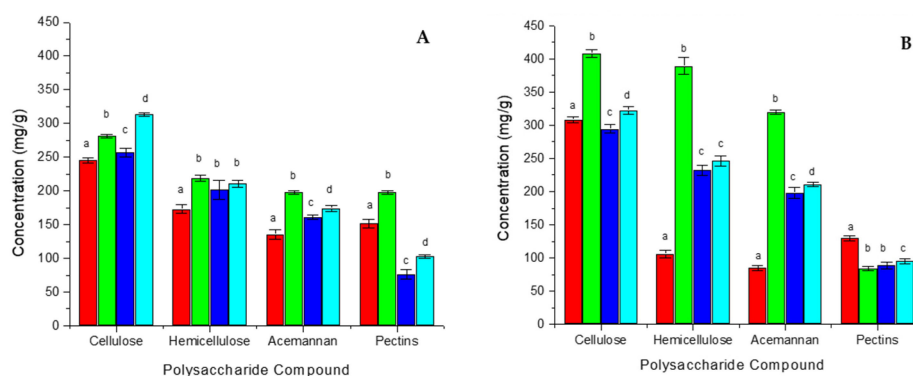 A
450
400
350
300
250
200
150
100
50
0
Concentration (mg/g)
a b c d
a b b b
a b c d
a b c d
Cellulose Hemicellulose Acemannan Pectins
Polysaccharide Compound
B
450
400
350
300
250
200
150
100
50
0
Concentration (mg/g)
a b c d
a b c c
a b c d
a b b c
Cellulose Hemicellulose Acemannan Pectins
Polysaccharide Compound